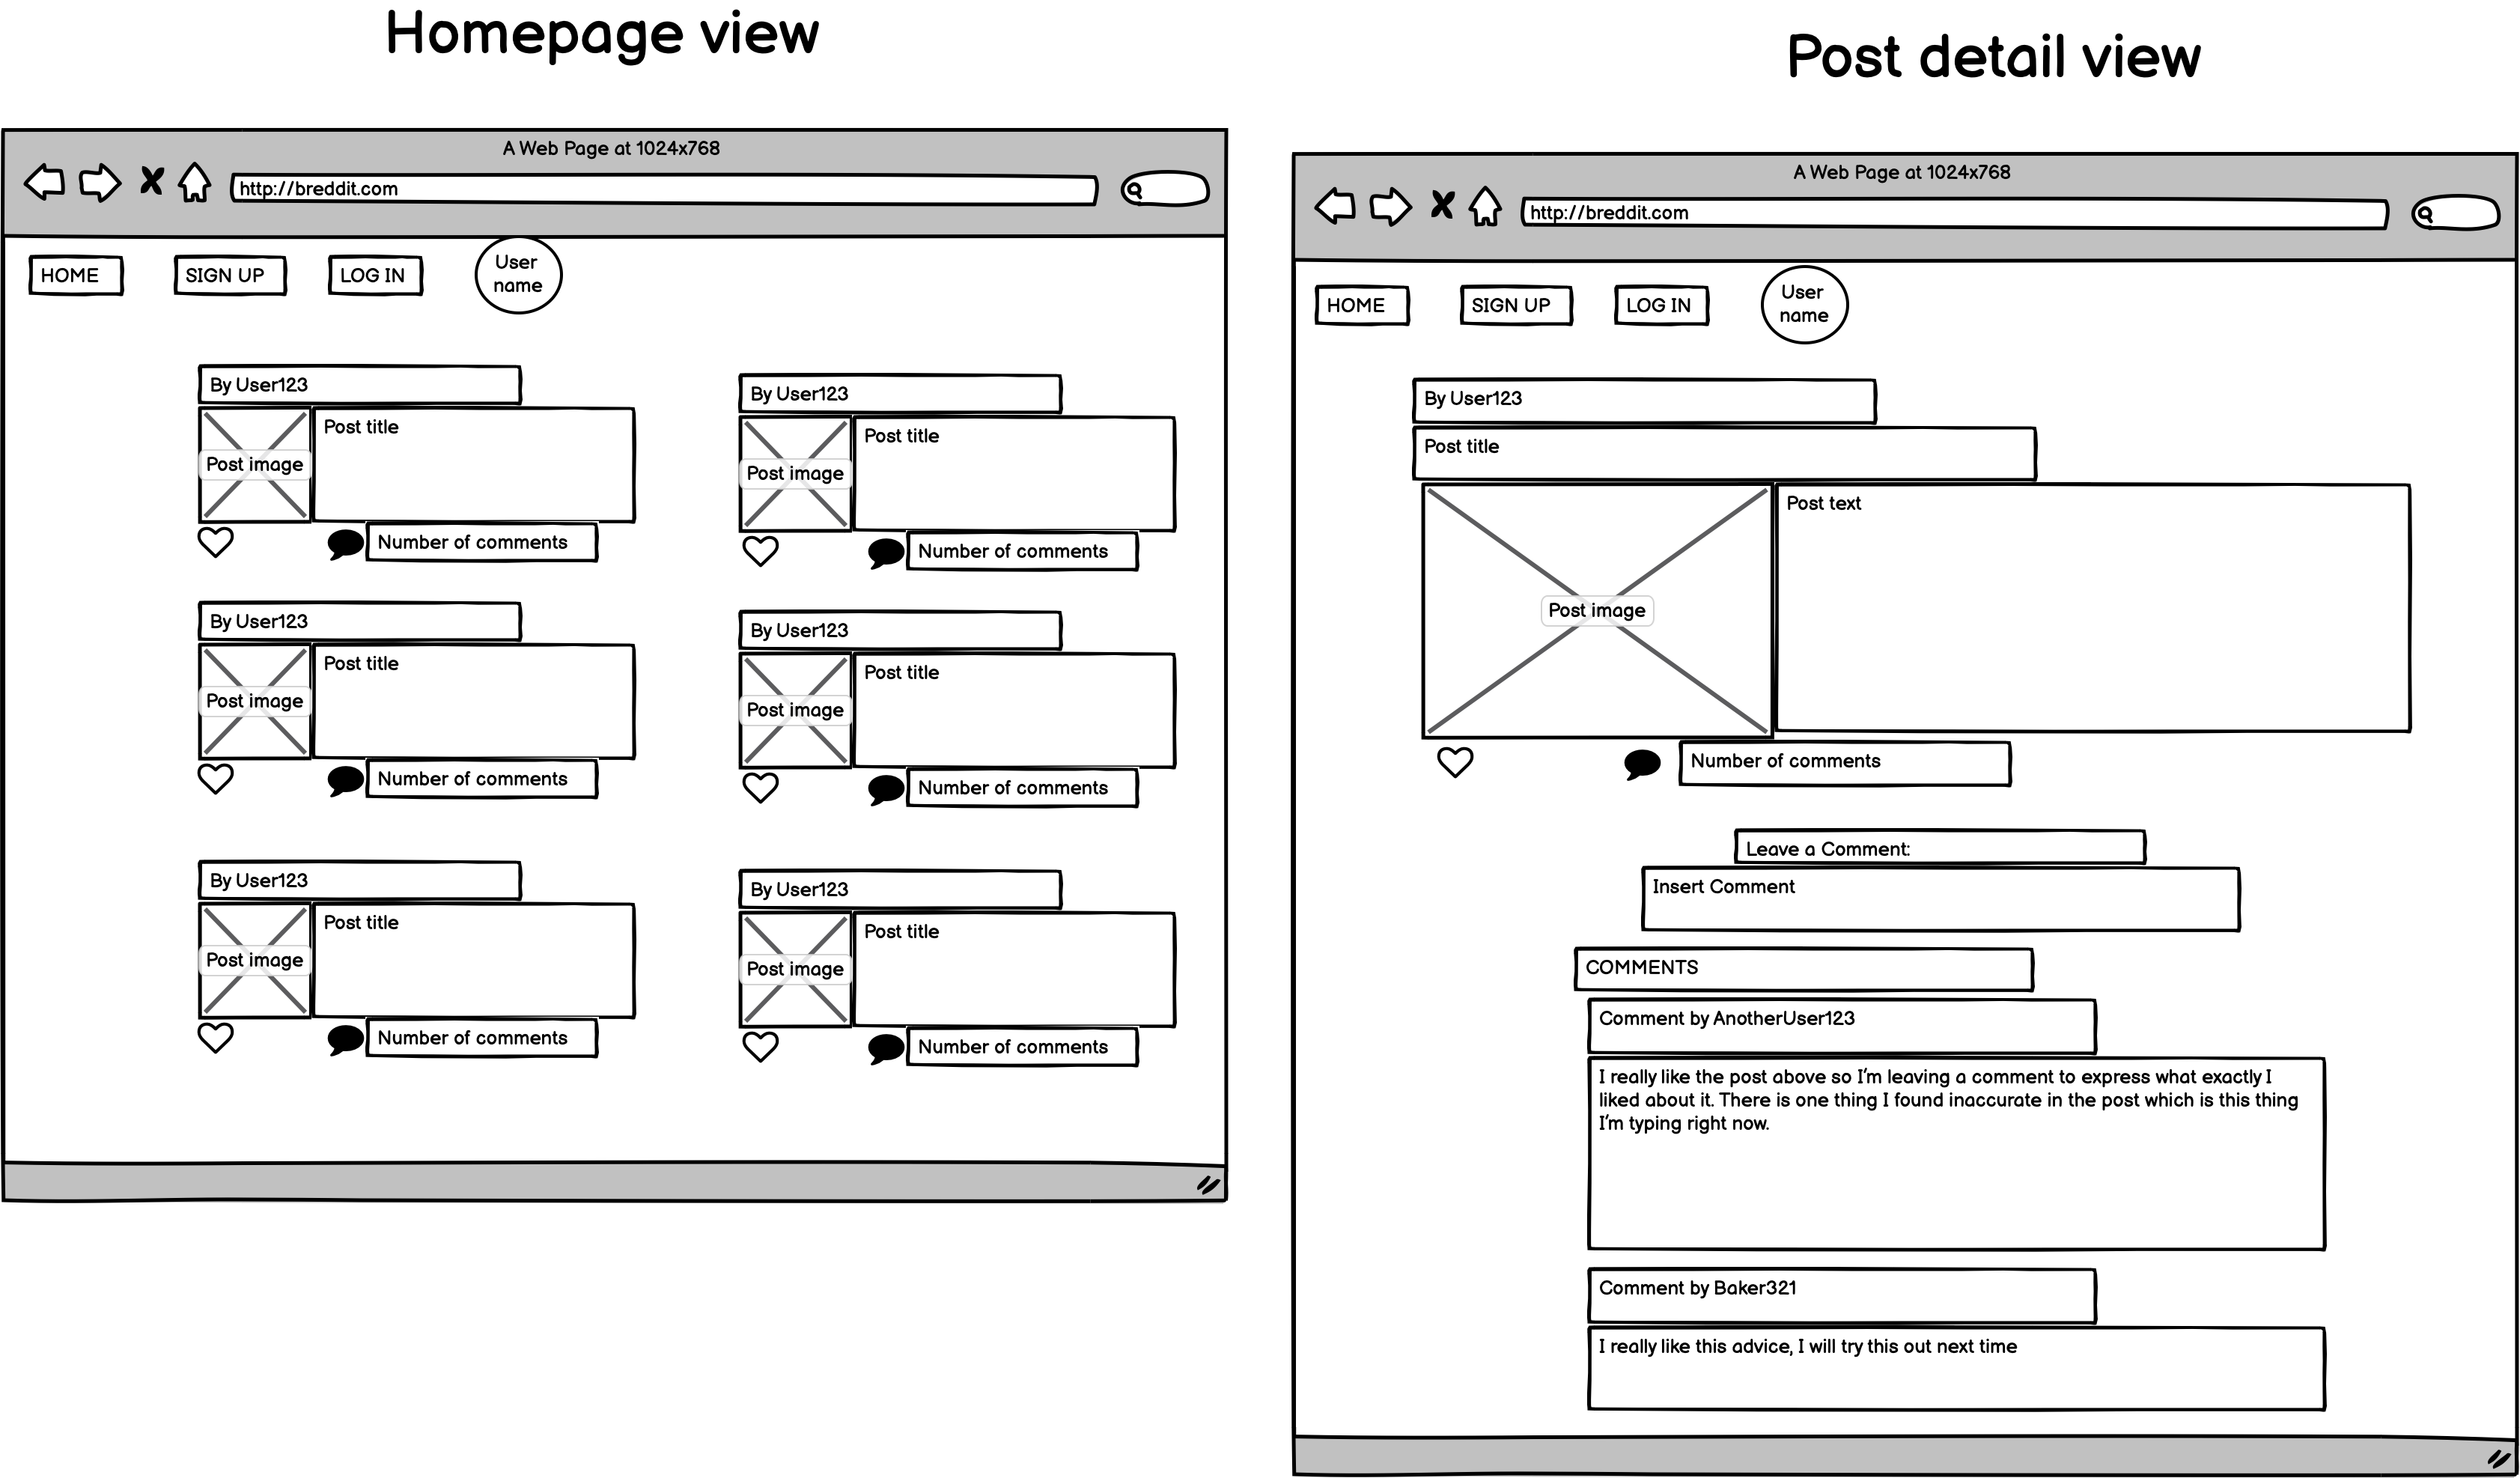 Homepage view
A Web Page at 1024x768
http://breddit.com
HOME
SIGN UP
LOG IN
User
name
By User123
Post title
Post image
Number of comments
By User123
Post title
Post image
Number of comments
By User123
Post title
Post image
Number of comments
By User123
Post title
Post image
Number of comments
By User123
Post title
Post image
Number of comments
By User123
Post title
Post image
Number of comments
Post detail view
A Web Page at 1024x768
http://breddit.com
HOME
SIGN UP
LOG IN
User
name
By User123
Post title
Post image
Post text
Number of comments
Leave a Comment:
Insert Comment
COMMENTS
Comment by AnotherUser123
I really like the post above so I'm leaving a comment to express what exactly I
liked about it. There is one thing I found inaccurate in the post which is this thing
I'm typing right now.
Comment by Baker321
I really like this advice, I will try this out next time